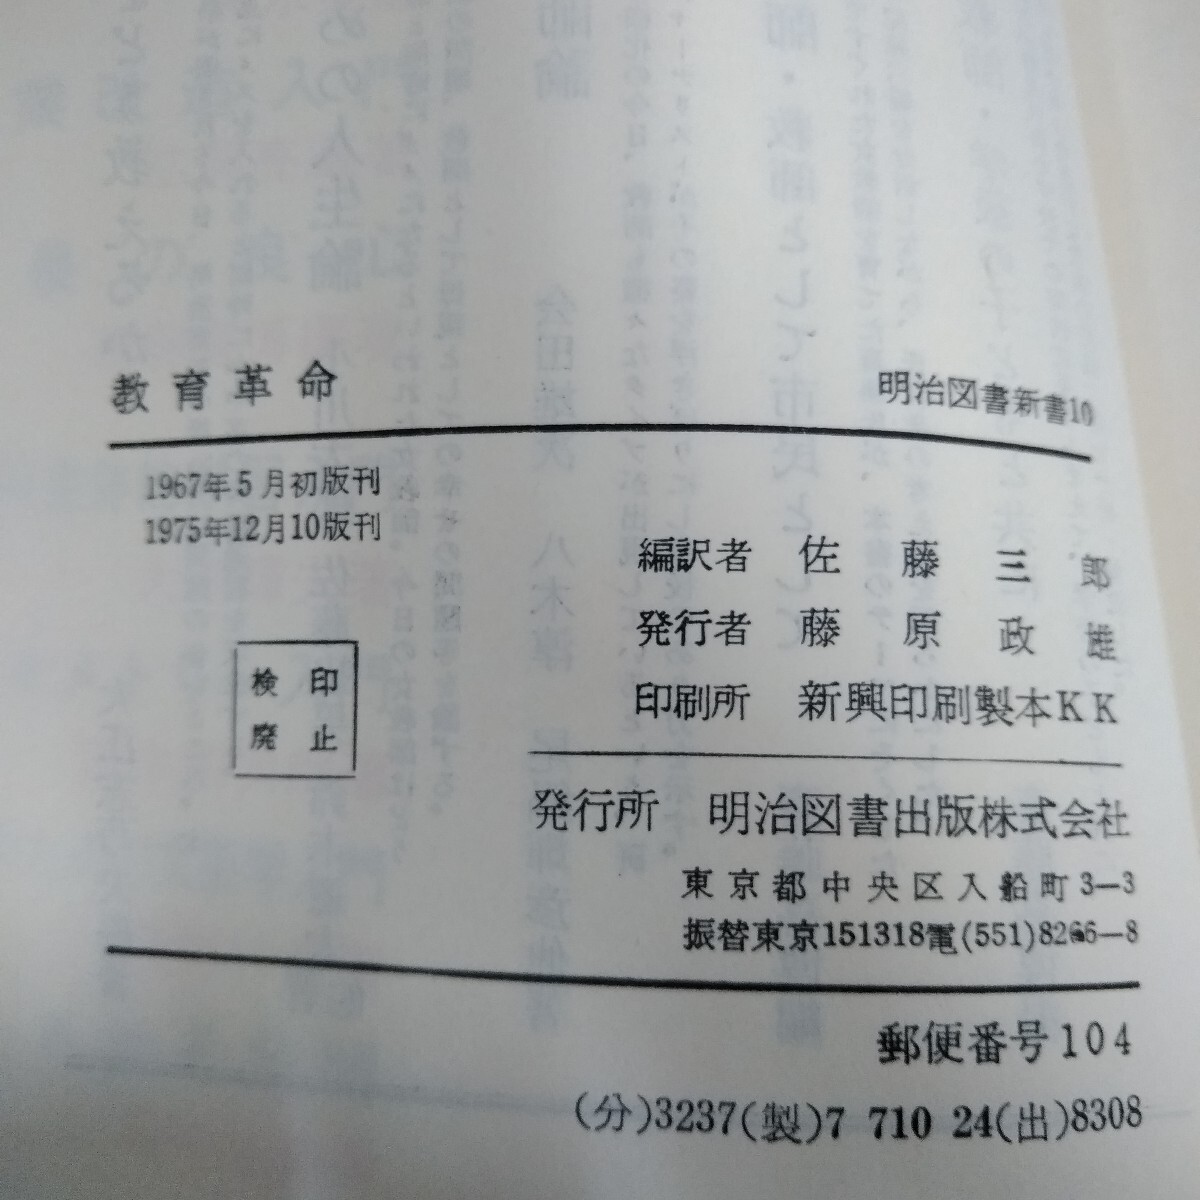 教育革命
明治図書新書10
1967年5月初版刊
1975年12月10版刊
編訳者 佐藤三郎
発行者 藤原政雄
印刷所 新興印刷製本KK
検印
廃止
発行所 明治図書出版株式会社
東京都中央区入船町3―3
振替東京151318電(551)8266―8
郵便番号104
(分)3237(製)7 710 24(出)8308